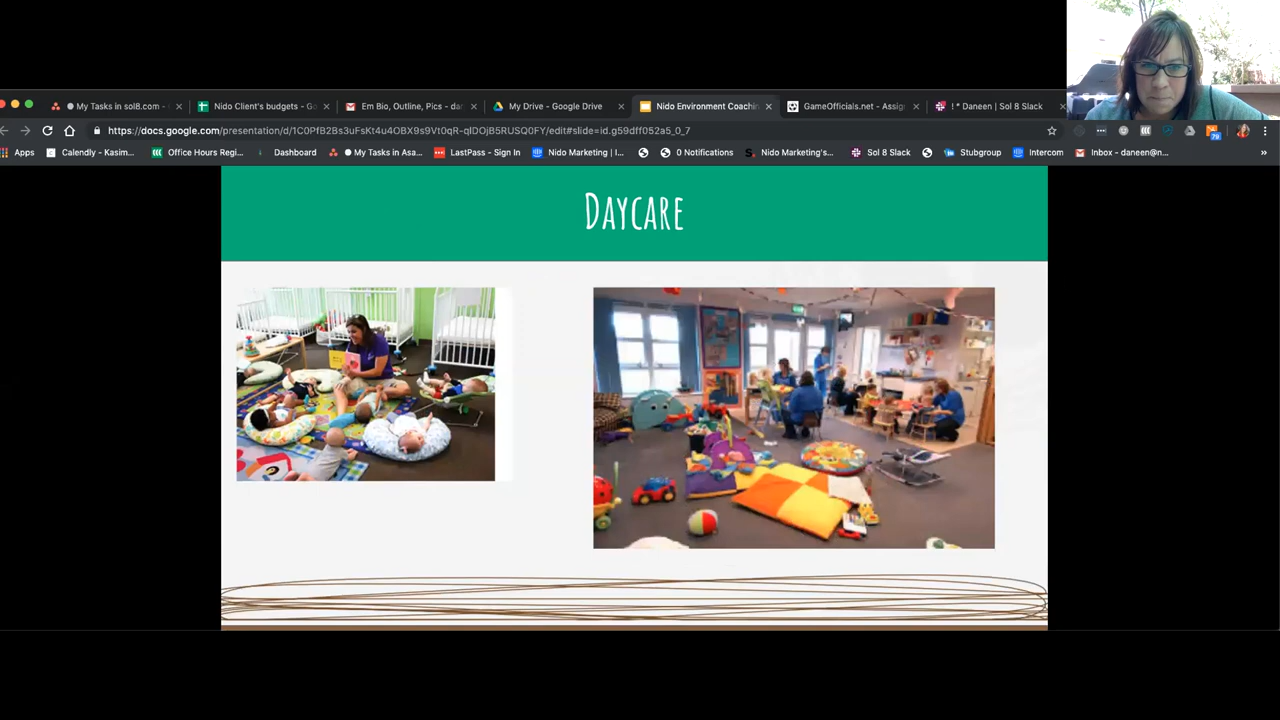 My Tasks in sol8.com -
Nido Client's budgets - Go
Em Bio, Outline, Pics - dan
My Drive - Google Drive
Nido Environment Coachin
GameOfficials.net - Assig
! * Daneen | Sol 8 Slack
https://docs.google.com/presentation/d/1C0PfB2Bs3uFsKt4u4OBX9s9Vt0qR-qlDOjB5RUSQ0FY/edit#slide=id.g59dff052a5_0_7
78
Apps
Calendly - Kasim...
Office Hours Regi...
Dashboard
My Tasks in Asa...
LastPass - Sign In
Nido Marketing | I...
0 Notifications
Nido Marketing's...
Sol 8 Slack
Stubgroup
Intercom
Inbox - daneen@n...
»
Daycare